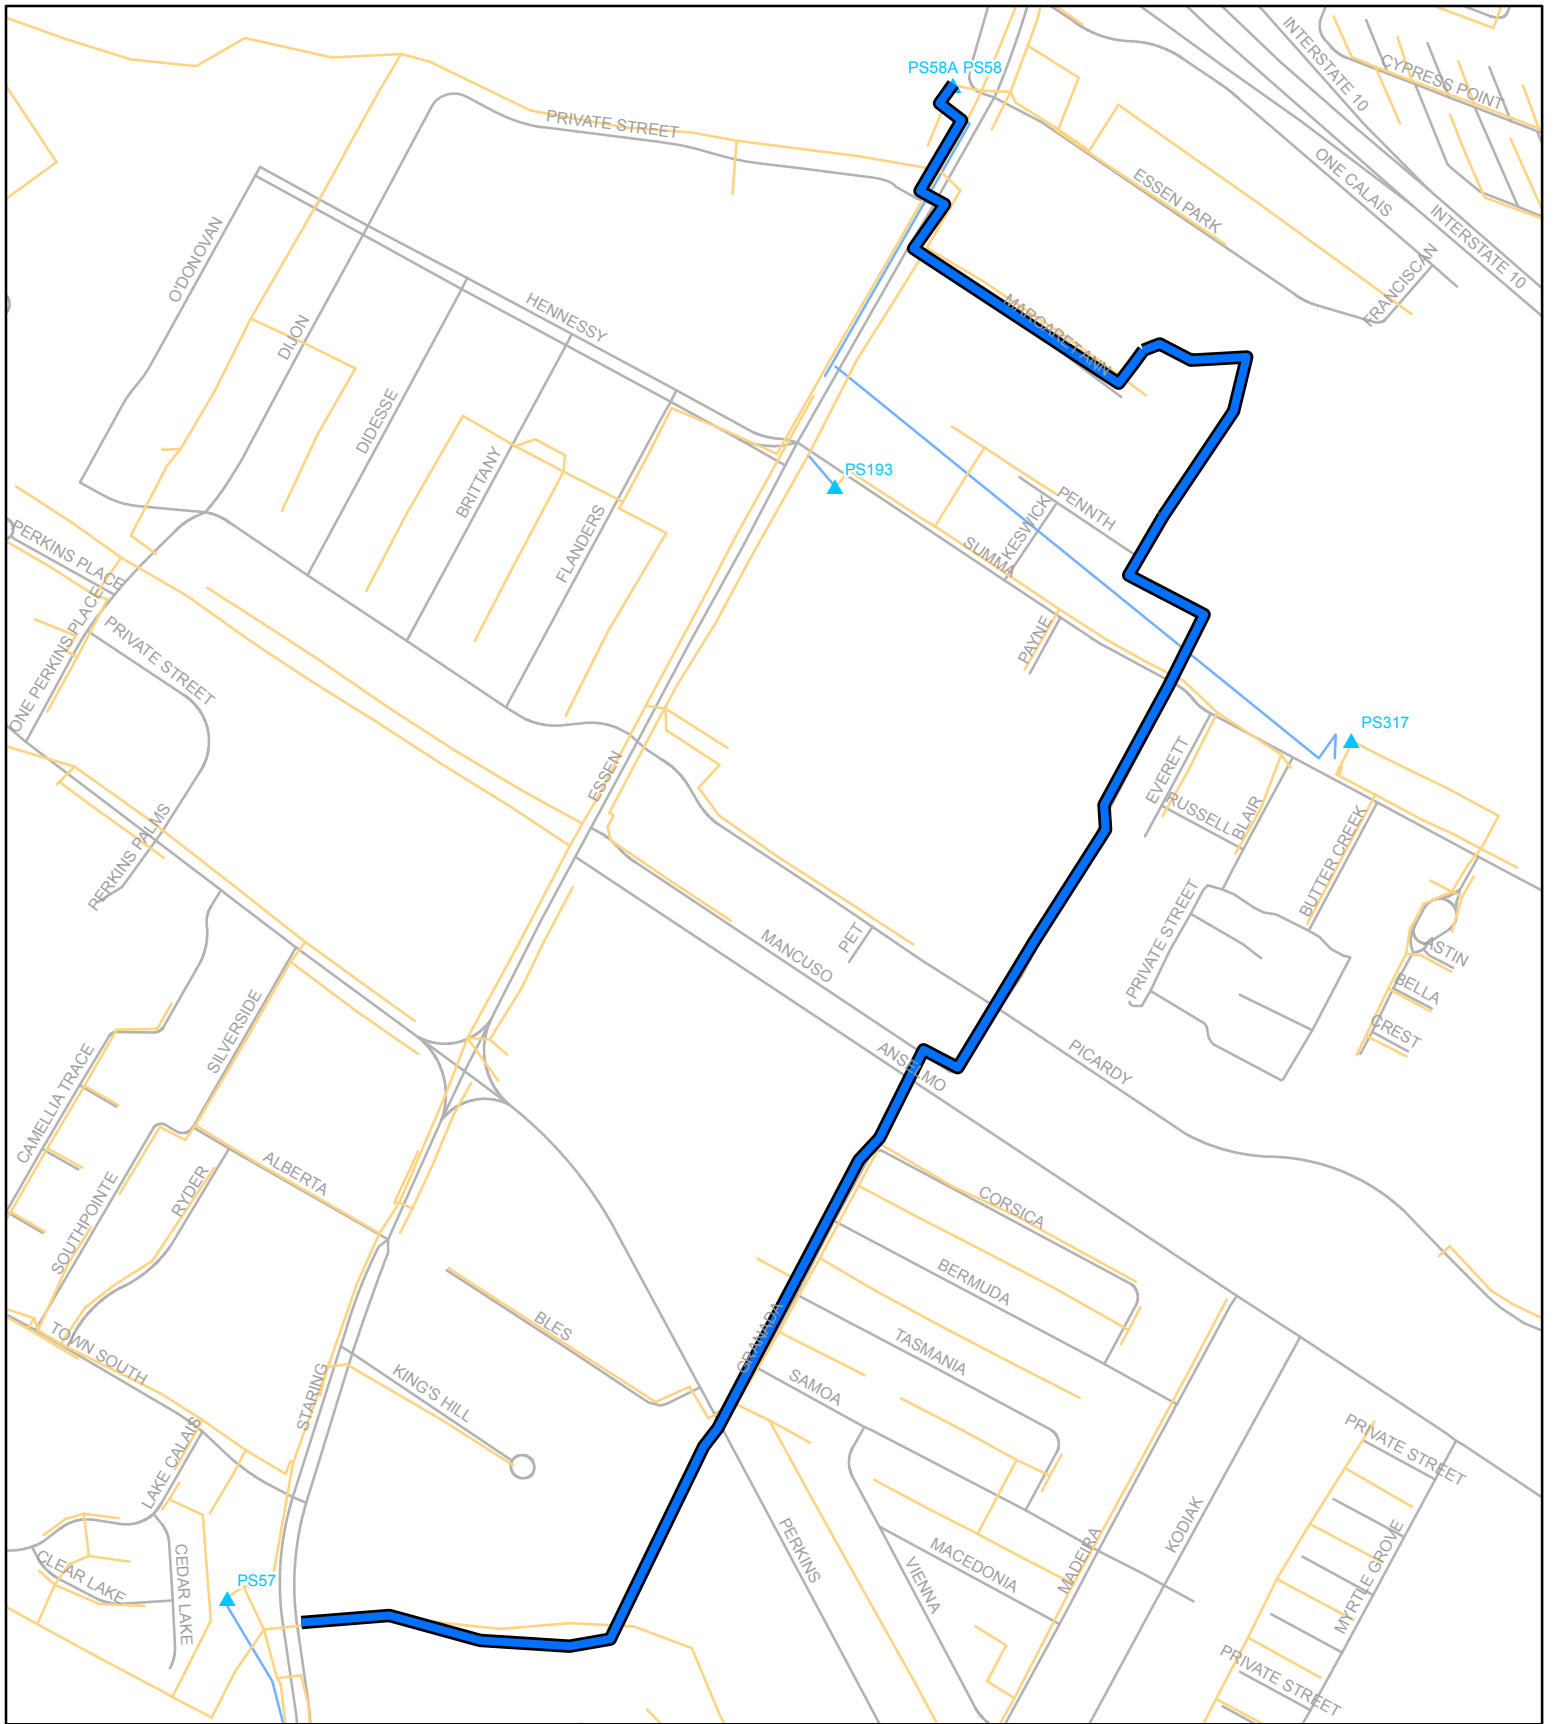 INTERSTATE 10
CYPRESS POINT
PS58A PS58
PRIVATE STREET
ONE CALAIS
ESSEN PARK
INTERSTATE 10
O'DONOVAN
FRANCISCAN
HENNESSY
MARGARET ANN
DIJON
DIDESSE
PS193
BRITTANY
PENNTH
KESWICK
FLANDERS
SUMMA
PERKINS PLACE
ONE PERKINS PLACE
PRIVATE STREET
PAYNE
PS317
ESSEN
EVERETT
RUSSELL
BLAIR
BUTTER CREEK
PERKINS PALMS
PET
MANCUSO
PRIVATE STREET
ASTIN
BELLA
CREST
SILVERSIDE
ANSELMO
PICARDY
CAMELLIA TRACE
ALBERTA
RYDER
SOUTHPOINTE
CORSICA
BERMUDA
BLES
GRANADA
TASMANIA
TOWN SOUTH
KING'S HILL
SAMOA
STARING
LAKE CALAIS
PRIVATE STREET
KODIAK
PERKINS
MYRTLE GROVE
CLEAR LAKE
CEDAR LAKE
PS57
MACEDONIA
VIENNA
MADEIRA
PRIVATE STREET